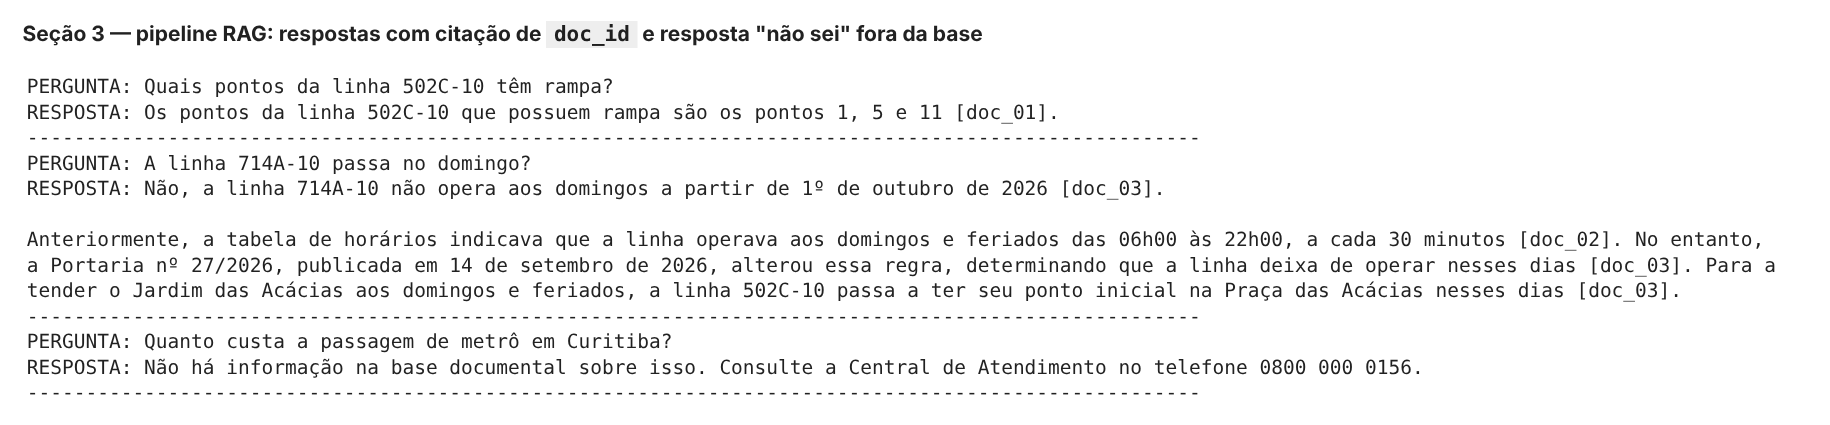 Seção 3 — pipeline RAG: respostas com citação de doc_id e resposta "não sei" fora da base
PERGUNTA: Quais pontos da linha 502C-10 têm rampa?
RESPOSTA: Os pontos da linha 502C-10 que possuem rampa são os pontos 1, 5 e 11 [doc_01].
----------------------------------------------------------------------------------------------------
PERGUNTA: A linha 714A-10 passa no domingo?
RESPOSTA: Não, a linha 714A-10 não opera aos domingos a partir de 1º de outubro de 2026 [doc_03].
Anteriormente, a tabela de horários indicava que a linha operava aos domingos e feriados das 06h00 às 22h00, a cada 30 minutos [doc_02]. No entanto,
a Portaria nº 27/2026, publicada em 14 de setembro de 2026, alterou essa regra, determinando que a linha deixa de operar nesses dias [doc_03]. Para a
tender o Jardim das Acácias aos domingos e feriados, a linha 502C-10 passa a ter seu ponto inicial na Praça das Acácias nesses dias [doc_03].
----------------------------------------------------------------------------------------------------
PERGUNTA: Quanto custa a passagem de metrô em Curitiba?
RESPOSTA: Não há informação na base documental sobre isso. Consulte a Central de Atendimento no telefone 0800 000 0156.
----------------------------------------------------------------------------------------------------